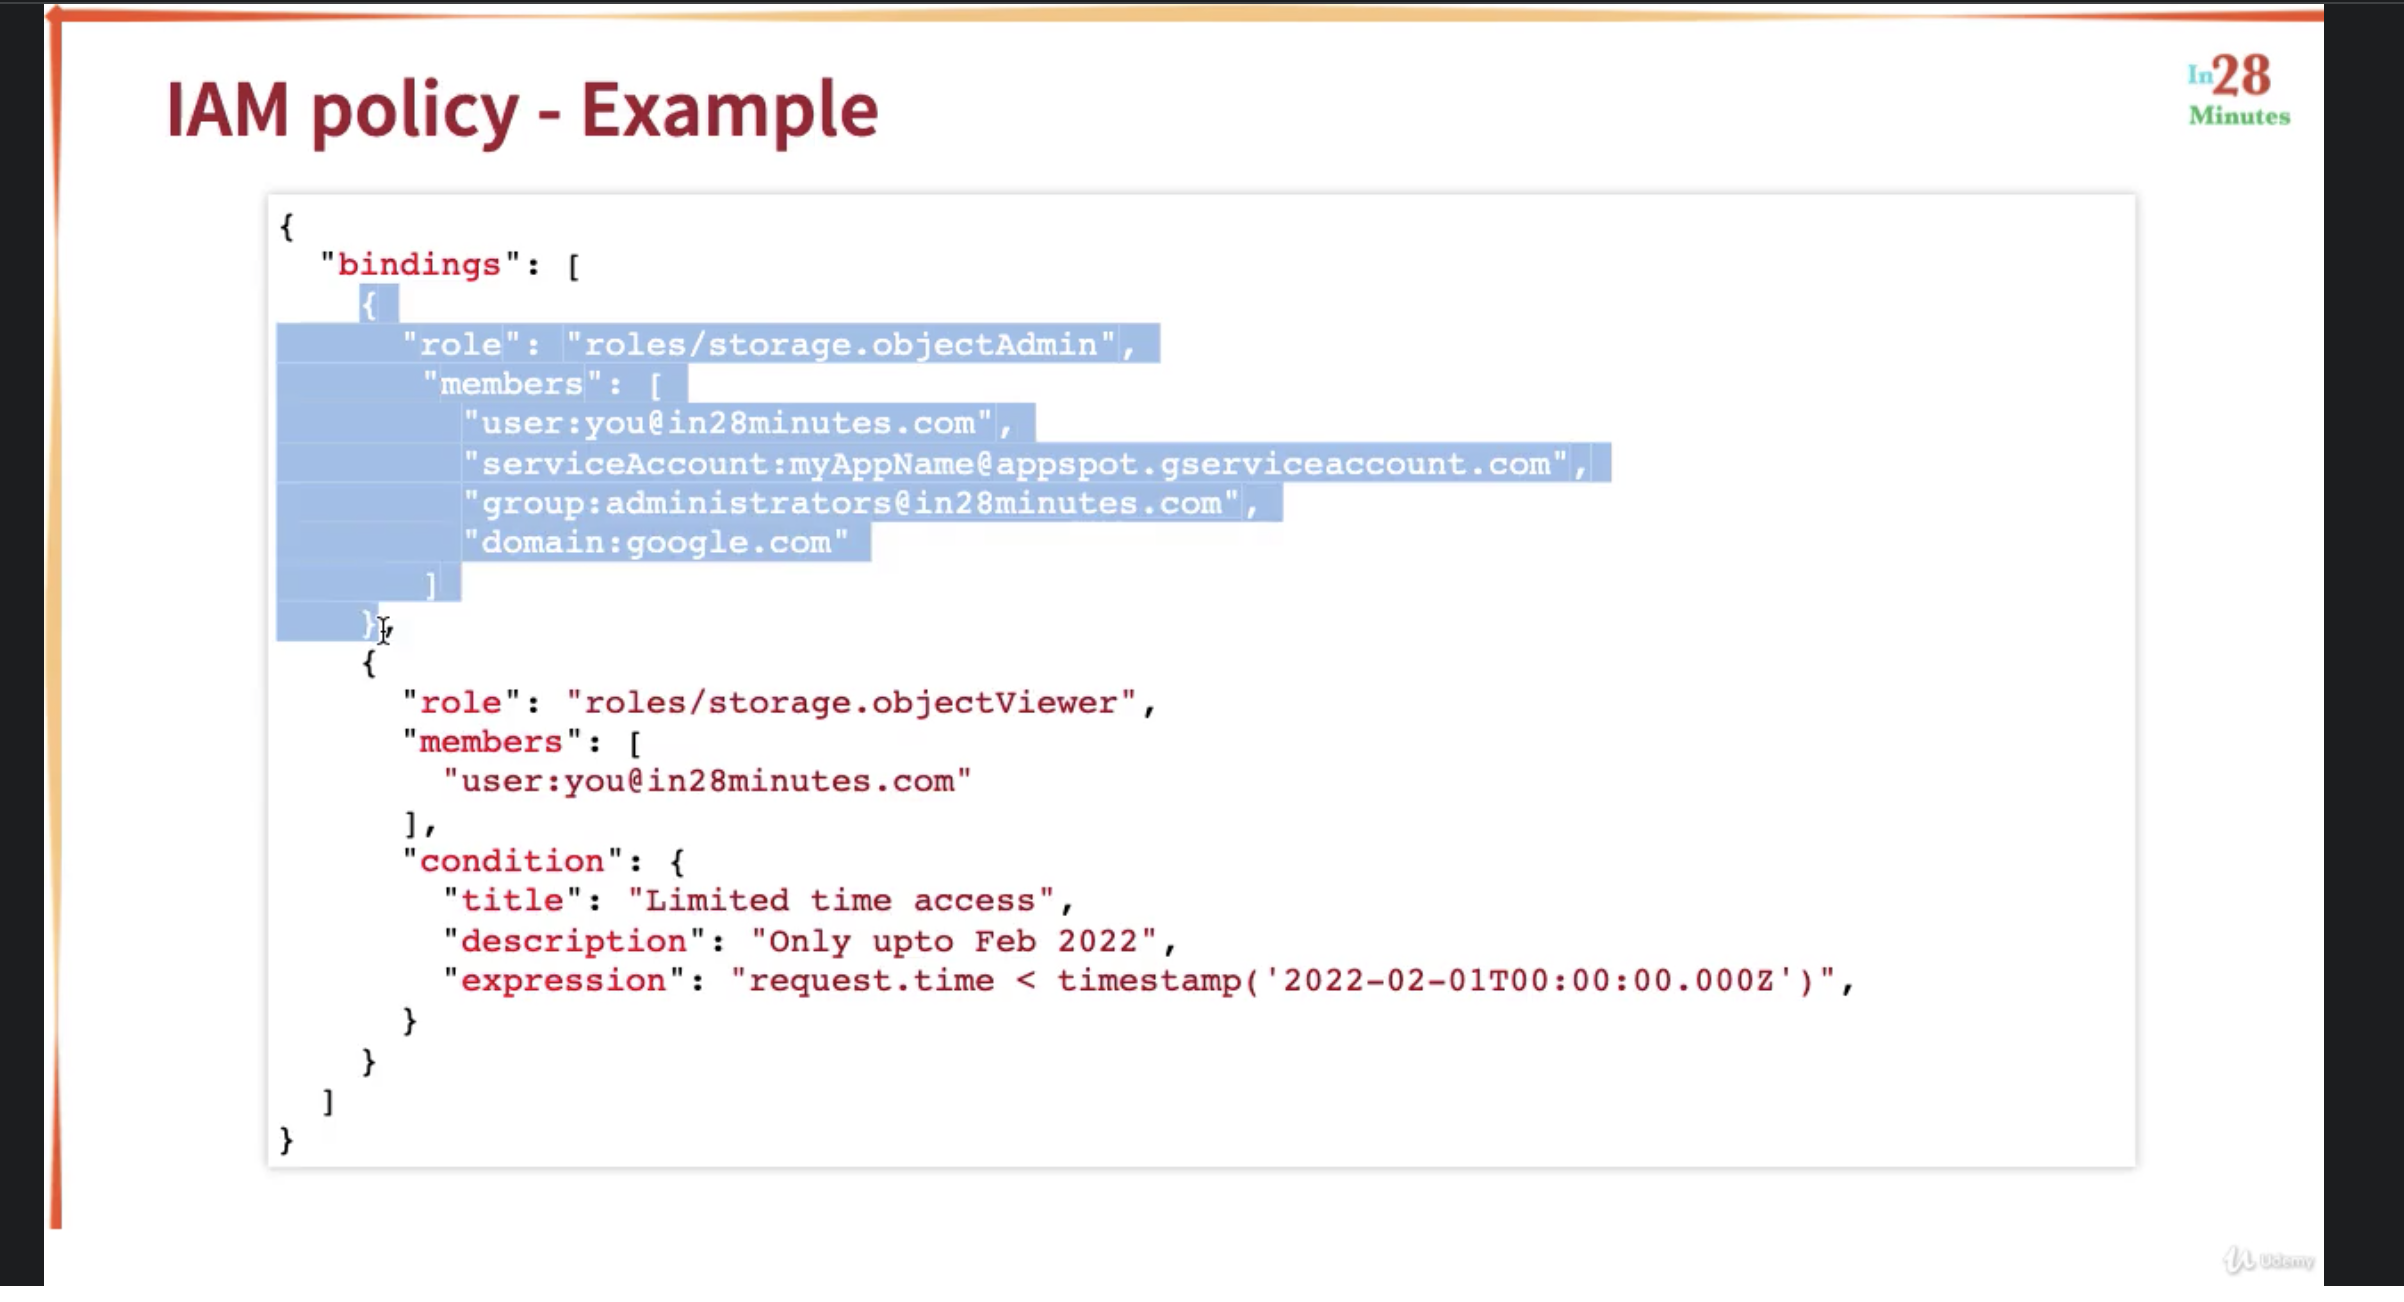 IAM policy - Example
In28
Minutes
{
"bindings": [
{
"role": "roles/storage.objectAdmin",
"members": [
"user:you@in28minutes.com",
"serviceAccount:myAppName@appspot.gserviceaccount.com",
"group:administrators@in28minutes.com",
"domain:google.com"
]
},
{
"role": "roles/storage.objectViewer",
"members": [
"user:you@in28minutes.com"
],
"condition": {
"title": "Limited time access",
"description": "Only upto Feb 2022",
"expression": "request.time < timestamp('2022-02-01T00:00:00.000Z')",
}
}
]
}
Udemy